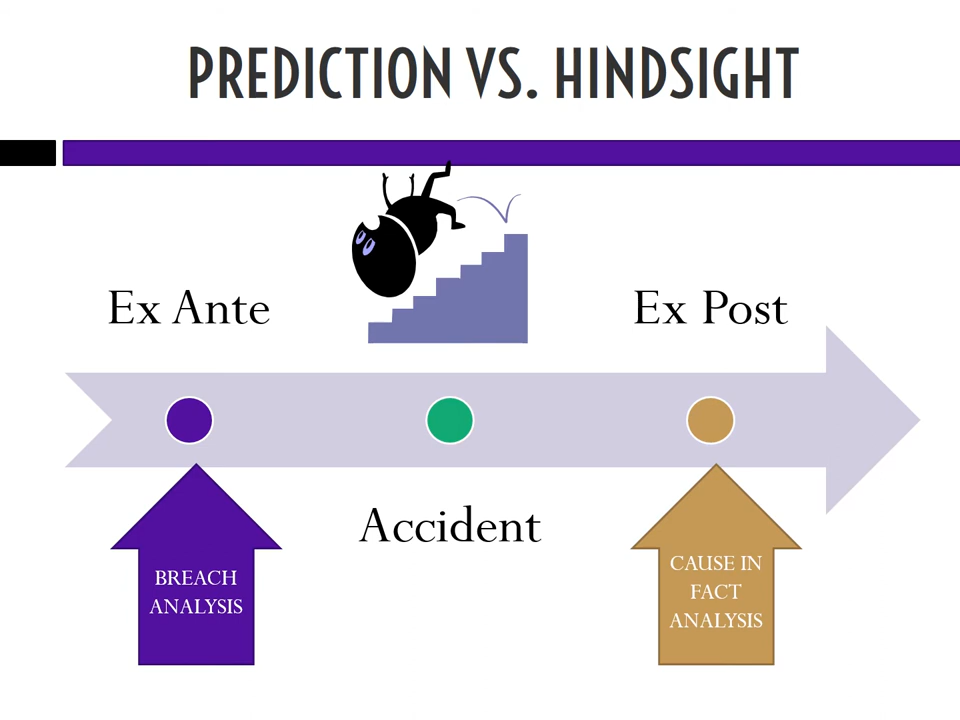 PREDICTION VS. HINDSIGHT
Ex Ante
Ex Post
Accident
BREACH
ANALYSIS
CAUSE IN
FACT
ANALYSIS